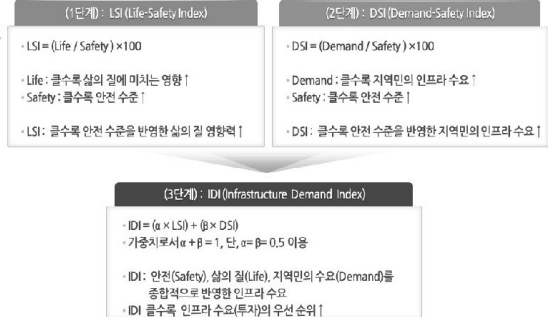 (1단계) : LSI (Life-Safety Index)
· LSI = (Life / Safety ) ×100
· Life : 클수록 삶의 질에 미치는 영향 ↑
· Safety : 클수록 안전 수준 ↑
· LSI : 클수록 안전 수준을 반영한 삶의 질 영향력 ↑
(2단계) : DSI (Demand-Safety Index)
· DSI = (Demand / Safety ) ×100
· Demand : 클수록 지역민의 인프라 수요 ↑
· Safety : 클수록 안전 수준 ↑
· DSI : 클수록 안전 수준을 반영한 지역민의 인프라 수요 ↑
(3단계) : IDI (Infrastructure Demand Index)
· IDI = (α × LSI) + (β × DSI)
· 가중치로서 α + β = 1, 단, α= β= 0.5 이용
· IDI : 안전(Safety), 삶의 질(Life), 지역민의 수요(Demand)를
종합적으로 반영한 인프라 수요
· IDI 클수록 인프라 수요(투자)의 우선 순위 ↑